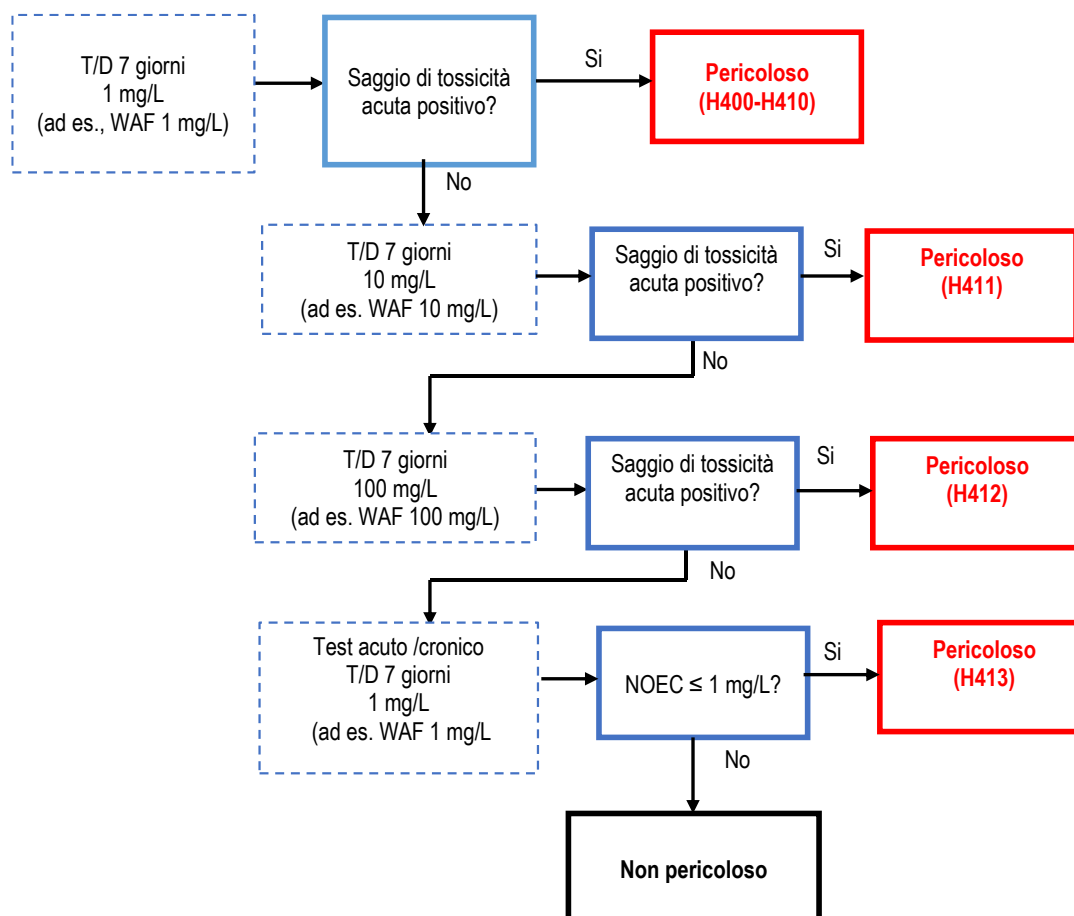 T/D 7 giorni
1 mg/L
(ad es., WAF 1 mg/L)
Saggio di tossicità
acuta positivo?
Si
Pericoloso
(H400-H410)
No
T/D 7 giorni
10 mg/L
(ad es. WAF 10 mg/L)
Saggio di tossicità
acuta positivo?
Si
Pericoloso
(H411)
No
T/D 7 giorni
100 mg/L
(ad es. WAF 100 mg/L)
Saggio di tossicità
acuta positivo?
Si
Pericoloso
(H412)
No
Test acuto /cronico
T/D 7 giorni
1 mg/L
(ad es. WAF 1 mg/L
NOEC ≤ 1 mg/L?
Si
Pericoloso
(H413)
No
Non pericoloso